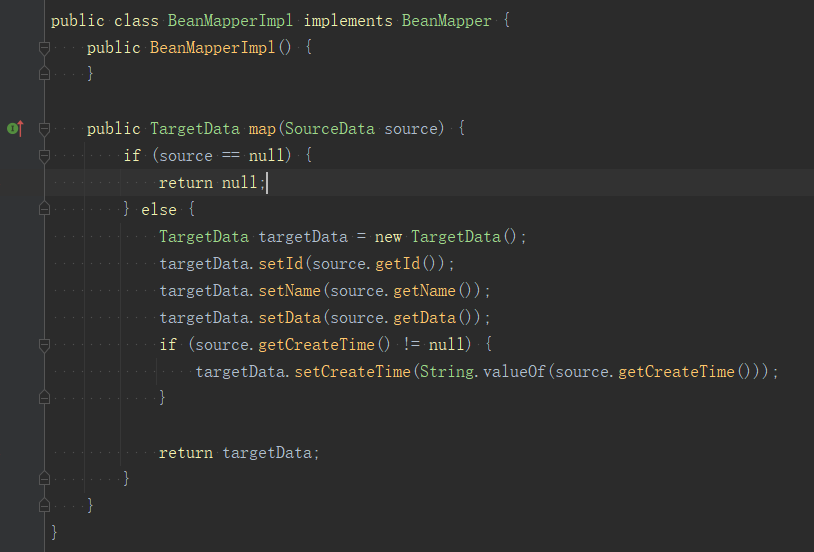 public class BeanMapperImpl implements BeanMapper {
public BeanMapperImpl() {
}
public TargetData map(SourceData source) {
if (source == null) {
return null;
} else {
TargetData targetData = new TargetData();
targetData.setId(source.getId());
targetData.setName(source.getName());
targetData.setData(source.getData());
if (source.getCreateTime() != null) {
targetData.setCreateTime(String.valueOf(source.getCreateTime()));
}
return targetData;
}
}
}